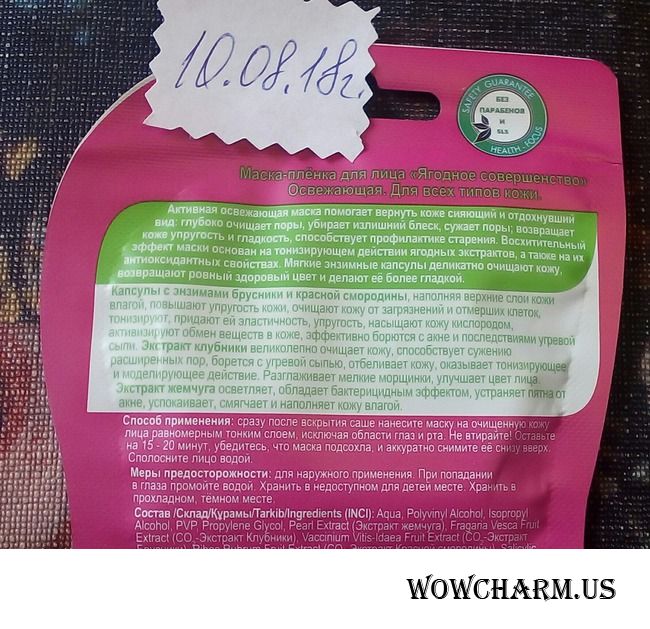 10.08.18г.
SAFETY GUARANTEE
БЕЗ
ПАРАБЕНОВ
И
SLS
HEALTH - FOCUS
Маска-плёнка для лица «Ягодное совершенство»
Освежающая. Для всех типов кожи.
Активная освежающая маска помогает вернуть коже сияющий и отдохнувший
вид: глубоко очищает поры, убирает излишний блеск, сужает поры; возвращает
коже упругость и гладкость, способствует профилактике старения. Восхитительный
эффект маски основан на тонизирующем действии ягодных экстрактов, а также на их
антиоксидантных свойствах. Мягкие энзимные капсулы деликатно очищают кожу,
возвращают ровный здоровый цвет и делают её более гладкой.
Капсулы с энзимами брусники и красной смородины, наполняя верхние слои кожи
влагой, повышают упругость кожи, очищают кожу от загрязнений и отмерших клеток,
тонизируют, придают ей эластичность, упругость, насыщают кожу кислородом,
активизируют обмен веществ в коже, эффективно борются с акне и последствиями угревой
сыпи. Экстракт клубники великолепно очищает кожу, способствует сужению
расширенных пор, борется с угревой сыпью, отбеливает кожу, оказывает тонизирующее
и моделирующее действие. Разглаживает мелкие морщинки, улучшает цвет лица.
Экстракт жемчуга осветляет, обладает бактерицидным эффектом, устраняет пятна от
акне, успокаивает, смягчает и наполняет кожу влагой.
Способ применения: сразу после вскрытия саше нанесите маску на очищенную кожу
лица равномерным тонким слоем, исключая области глаз и рта. Не втирайте! Оставьте
на 15 - 20 минут, убедитесь, что маска подсохла, и аккуратно снимите её снизу вверх.
Сполосните лицо водой.
Меры предосторожности: для наружного применения. При попадании
в глаза промойте водой. Хранить в недоступном для детей месте. Хранить в
прохладном, тёмном месте.
Состав /Склад/Құрамы/Tarkib/Ingredients (INCI): Aqua, Polyvinyl Alcohol, Isopropyl
Alcohol, PVP, Propylene Glycol, Pearl Extract (Экстракт жемчуга), Fragana Vesca Fruit
Extract (CO₂-Экстракт Клубники), Vaccinium Vitis-Idaea Fruit Extract (CO₂-Экстракт
Брусники), Ribes Rubrum Fruit Extract (CO₂-Экстракт Красной смородины), Salicylic
WOWCHARM.US